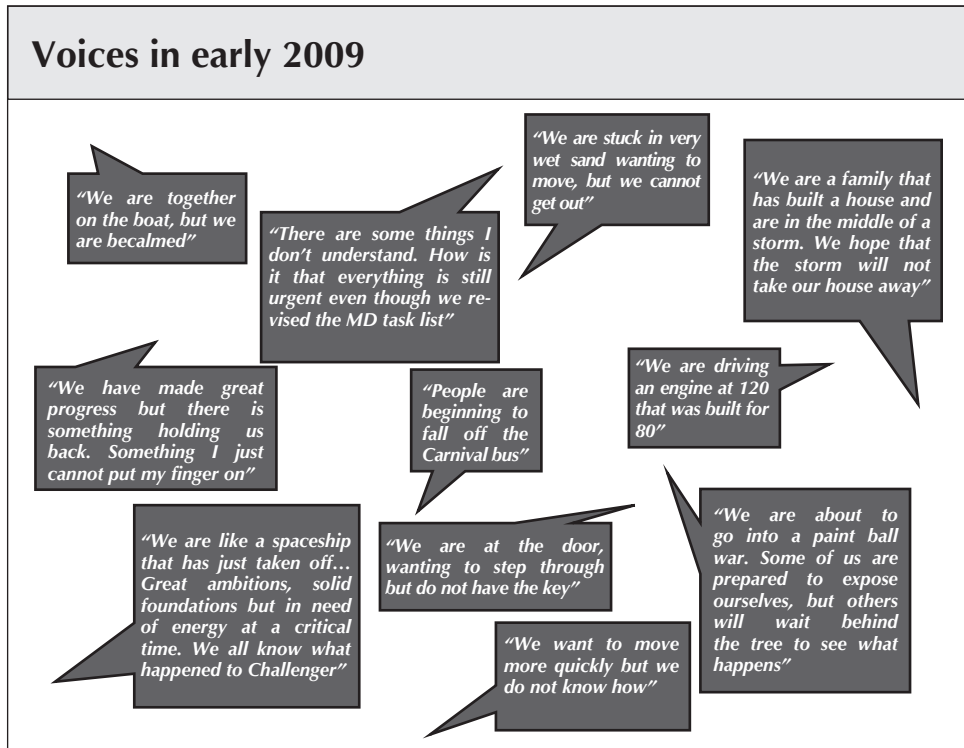 Voices in early 2009
“We are together
on the boat, but we
are becalmed”
“There are some things I
don’t understand. How is
it that everything is still
urgent even though we re-
vised the MD task list”
“We are stuck in very
wet sand wanting to
move, but we cannot
get out”
“We are a family that
has built a house and
are in the middle of a
storm. We hope that
the storm will not
take our house away”
“We have made great
progress but there is
something holding us
back. Something I just
cannot put my finger on”
“People are
beginning to
fall off the
Carnival bus”
“We are driving
an engine at 120
that was built for
80”
“We are like a spaceship
that has just taken off…
Great ambitions, solid
foundations but in need
of energy at a critical
time. We all know what
happened to Challenger”
“We are at the door,
wanting to step through
but do not have the key”
“We are about to
go into a paint ball
war. Some of us are
prepared to expose
ourselves, but others
will wait behind
the tree to see what
happens”
“We want to move
more quickly but we
do not know how”